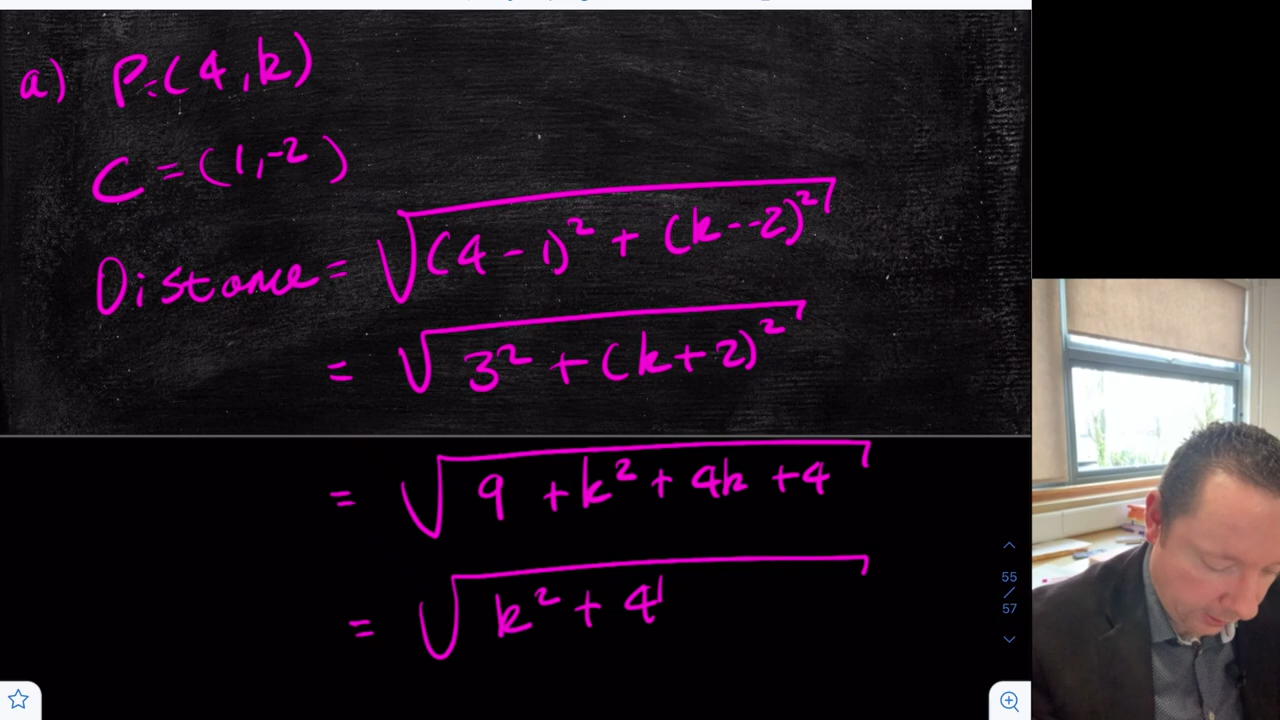 a) P=(4,k)
C=(1,-2)
Distance = √(4-1)² + (k--2)²
= √3² + (k+2)²
= √9 + k² + 4k + 4
= √k² + 4
55
/
57